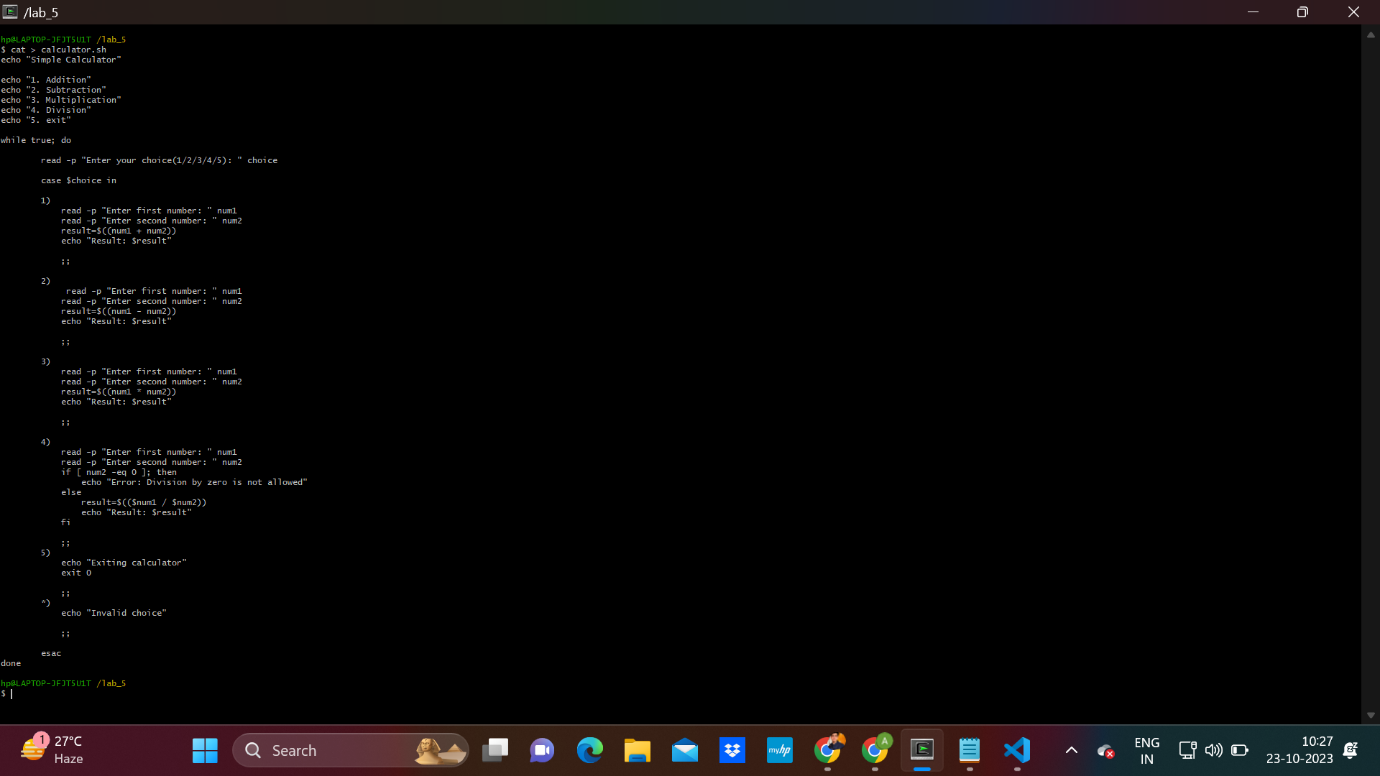 /lab_5
hp@LAPTOP-JFJT5U1T /lab_5
$ cat > calculator.sh
echo "Simple Calculator"
echo "1. Addition"
echo "2. Subtraction"
echo "3. Multiplication"
echo "4. Division"
echo "5. exit"
while true; do
read -p "Enter your choice(1/2/3/4/5): " choice
case $choice in
1)
read -p "Enter first number: " num1
read -p "Enter second number: " num2
result=$((num1 + num2))
echo "Result: $result"
;;
2)
read -p "Enter first number: " num1
read -p "Enter second number: " num2
result=$((num1 - num2))
echo "Result: $result"
;;
3)
read -p "Enter first number: " num1
read -p "Enter second number: " num2
result=$((num1 * num2))
echo "Result: $result"
;;
4)
read -p "Enter first number: " num1
read -p "Enter second number: " num2
if [ num2 -eq 0 ]; then
echo "Error: Division by zero is not allowed"
else
result=$(($num1 / $num2))
echo "Result: $result"
fi
;;
5)
echo "Exiting calculator"
exit 0
;;
*)
echo "Invalid choice"
;;
esac
done
hp@LAPTOP-JFJT5U1T /lab_5
$
1
27°C
Haze
Search
myhp
A
ENG
IN
10:27
23-10-2023